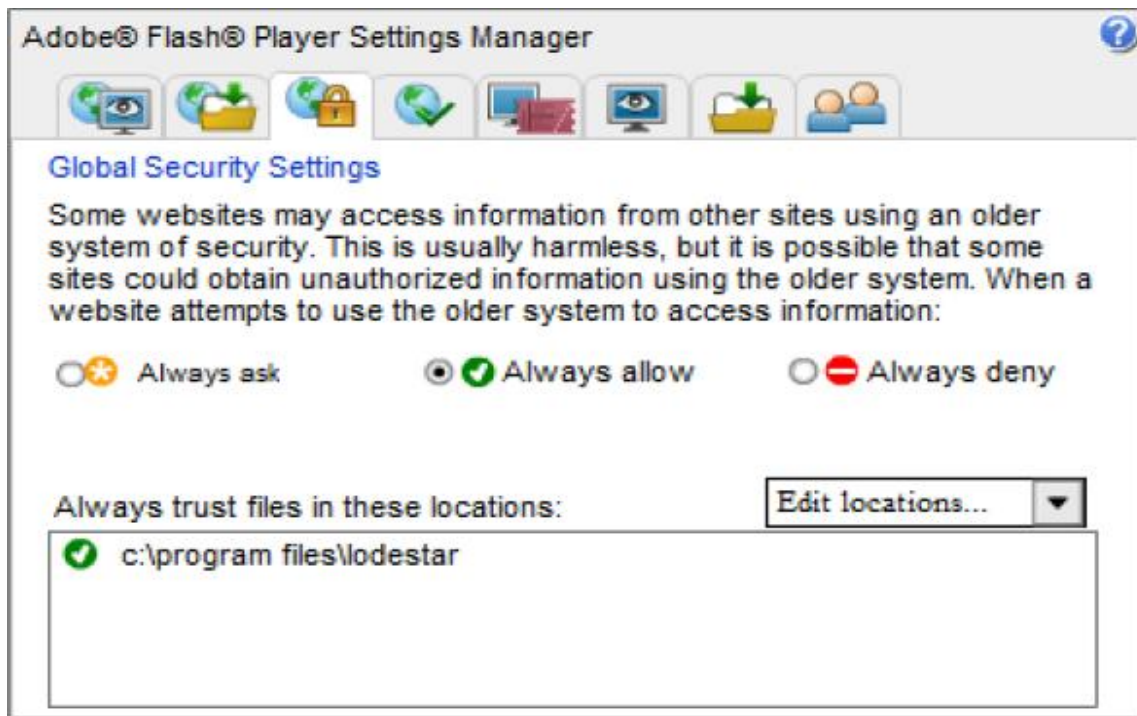 Adobe® Flash® Player Settings Manager
?
Global Security Settings
Some websites may access information from other sites using an older
system of security. This is usually harmless, but it is possible that some
sites could obtain unauthorized information using the older system. When a
website attempts to use the older system to access information:
Always ask Always allow Always deny
Always trust files in these locations: Edit locations...
c:\program files\lodestar